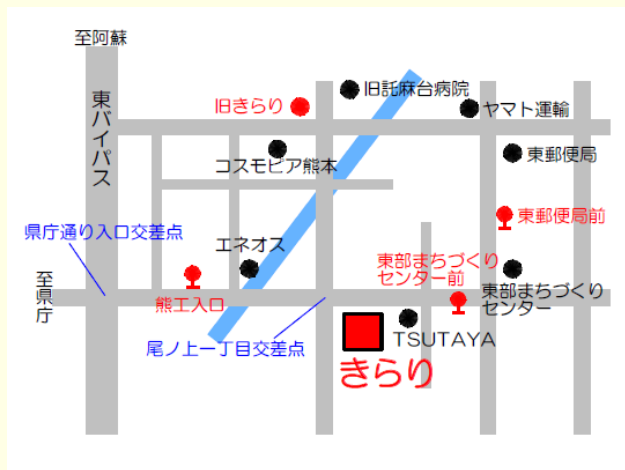 至阿蘇
東バイパス
旧きらり
旧託麻台病院
ヤマト運輸
コスモピア熊本
東郵便局
東郵便局前
県庁通り入口交差点
エネオス
東部まちづくり
センター前
至県庁
熊工入口
東部まちづくり
センター
尾ノ上一丁目交差点
TSUTAYA
きらり